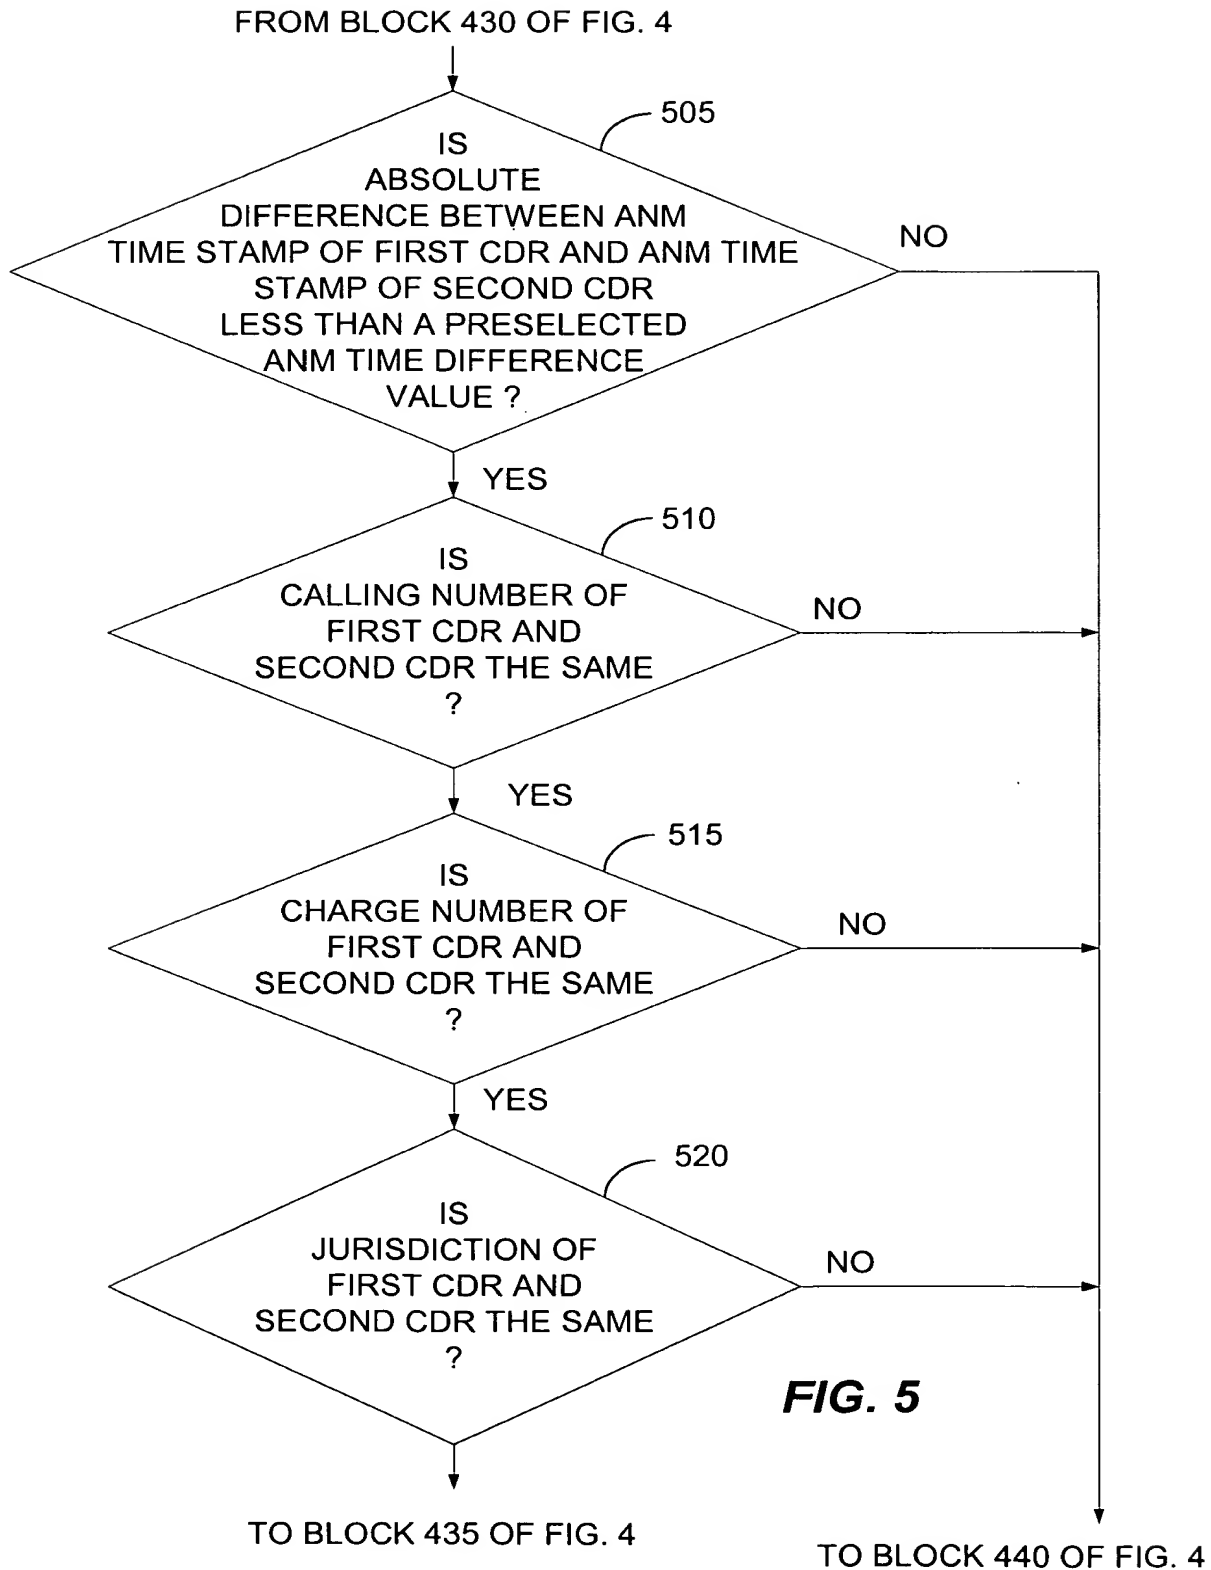 FROM BLOCK 430 OF FIG. 4
505
IS
ABSOLUTE
DIFFERENCE BETWEEN ANM
TIME STAMP OF FIRST CDR AND ANM TIME
STAMP OF SECOND CDR
LESS THAN A PRESELECTED
ANM TIME DIFFERENCE
VALUE ?
NO
YES
510
IS
CALLING NUMBER OF
FIRST CDR AND
SECOND CDR THE SAME
?
NO
YES
515
IS
CHARGE NUMBER OF
FIRST CDR AND
SECOND CDR THE SAME
?
NO
YES
520
IS
JURISDICTION OF
FIRST CDR AND
SECOND CDR THE SAME
?
NO
FIG. 5
TO BLOCK 435 OF FIG. 4
TO BLOCK 440 OF FIG. 4